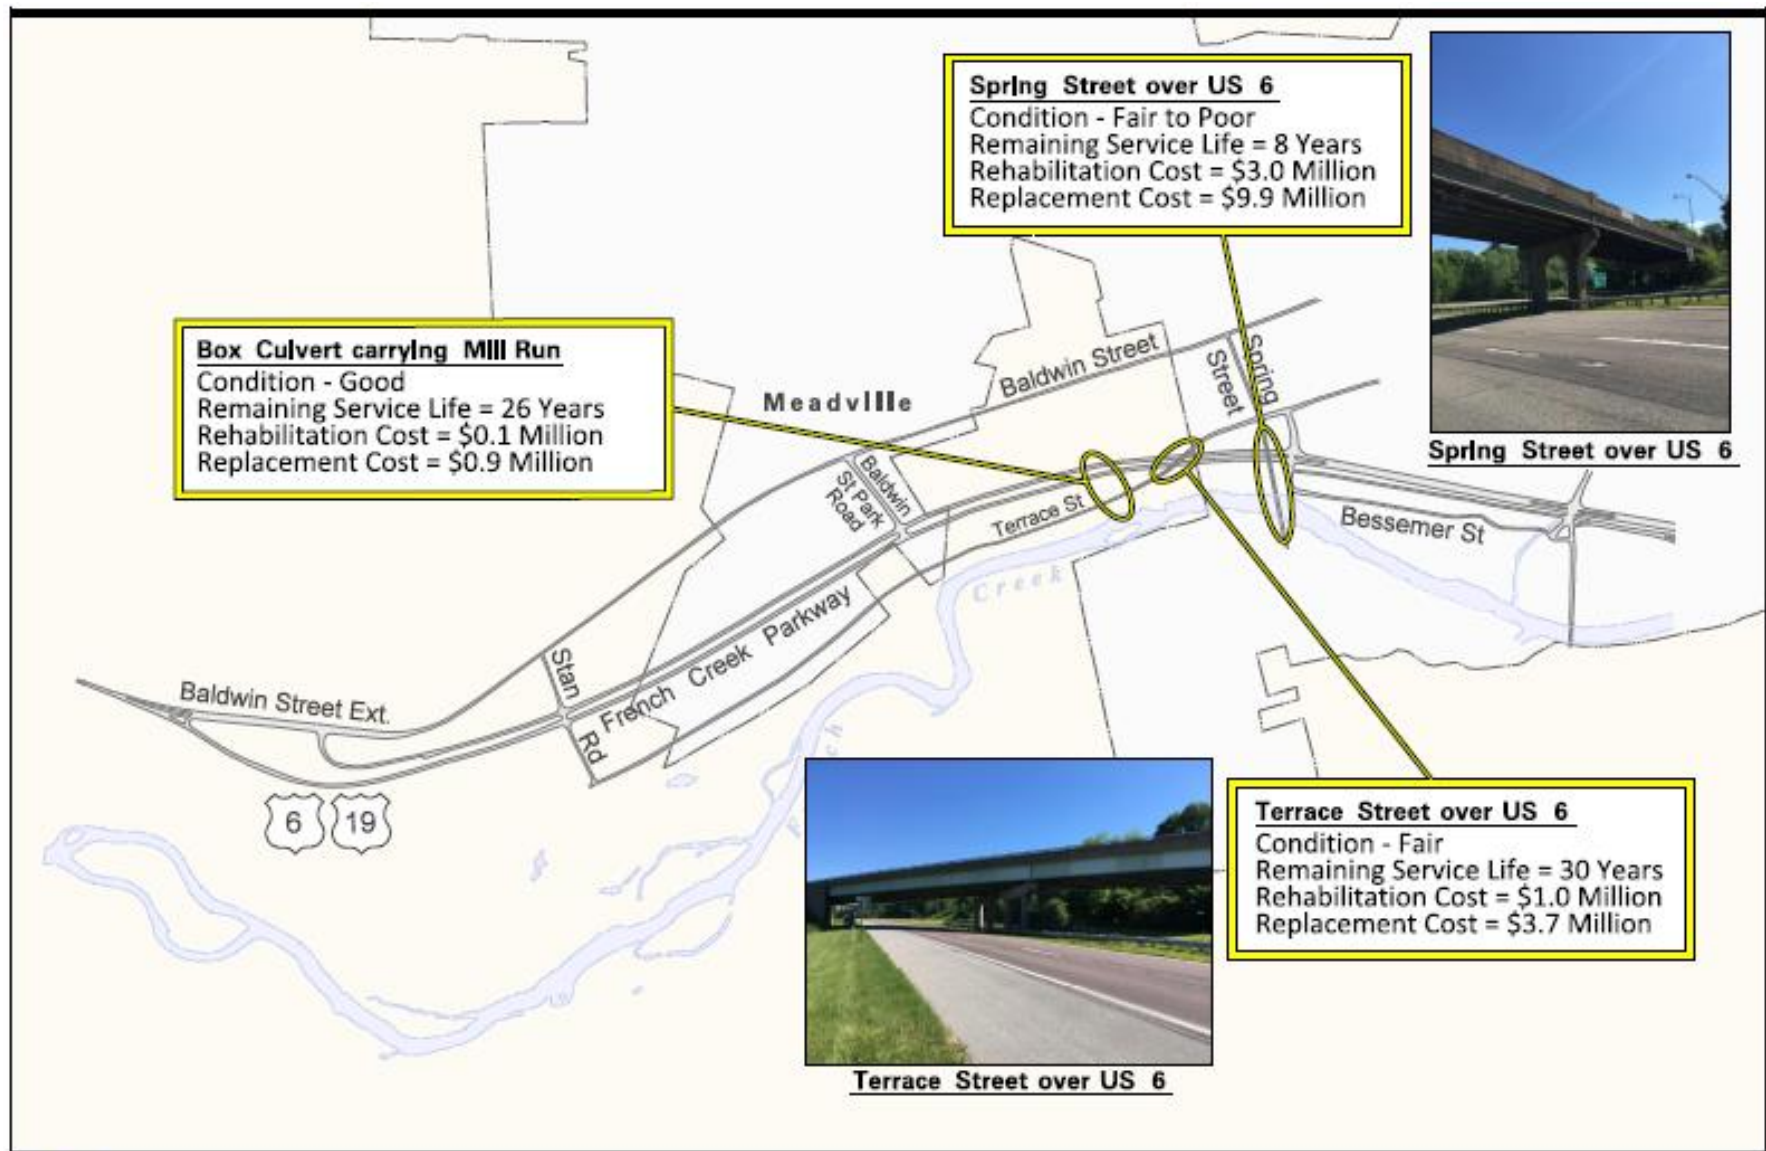 Spring Street over US 6
Condition - Fair to Poor
Remaining Service Life = 8 Years
Rehabilitation Cost = $3.0 Million
Replacement Cost = $9.9 Million
Spring Street over US 6
Box Culvert carrying Mill Run
Condition - Good
Remaining Service Life = 26 Years
Rehabilitation Cost = $0.1 Million
Replacement Cost = $0.9 Million
Meadville
Baldwin Street
Spring
Street
Baldwin
St Park
Road
Terrace St
Bessemer St
Creek
French Creek Parkway
Stan
Rd
Baldwin Street Ext.
6
19
Terrace Street over US 6
Condition - Fair
Remaining Service Life = 30 Years
Rehabilitation Cost = $1.0 Million
Replacement Cost = $3.7 Million
Terrace Street over US 6